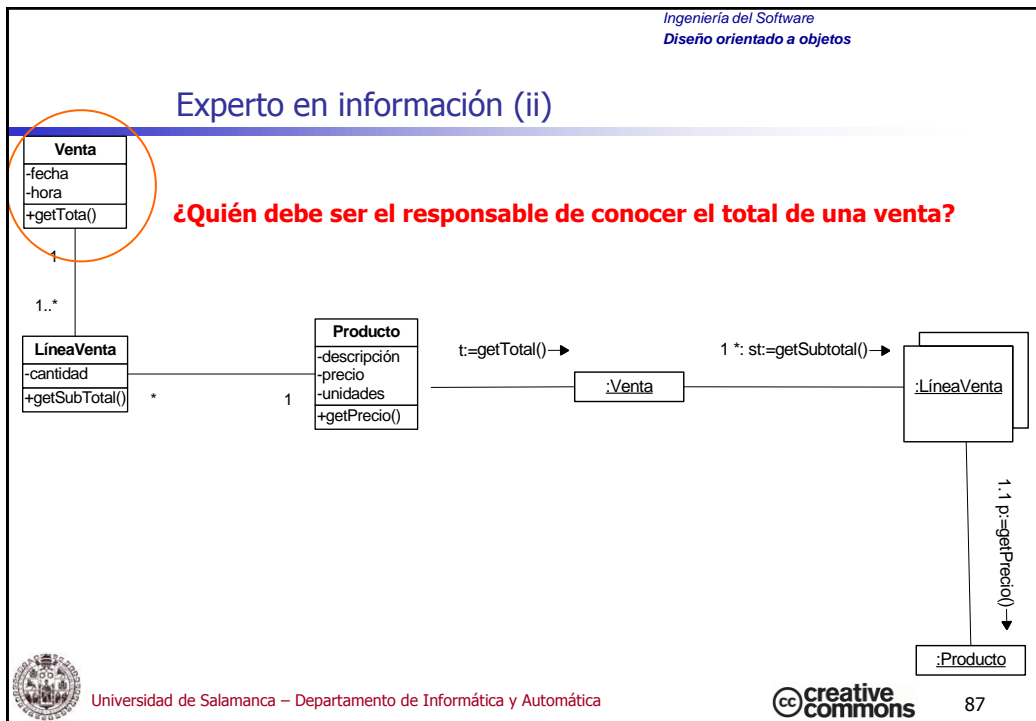 Ingeniería del Software
Diseño orientado a objetos
Experto en información (ii)
Venta
-fecha
-hora
+getTota()
¿Quién debe ser el responsable de conocer el total de una venta?
1
1..*
LíneaVenta
-cantidad
+getSubTotal()
*
1
Producto
-descripción
-precio
-unidades
+getPrecio()
t:=getTotal()
:Venta
1 *: st:=getSubtotal()
:LíneaVenta
1.1 p:=getPrecio()
:Producto
Universidad de Salamanca – Departamento de Informática y Automática
cc creative commons
87